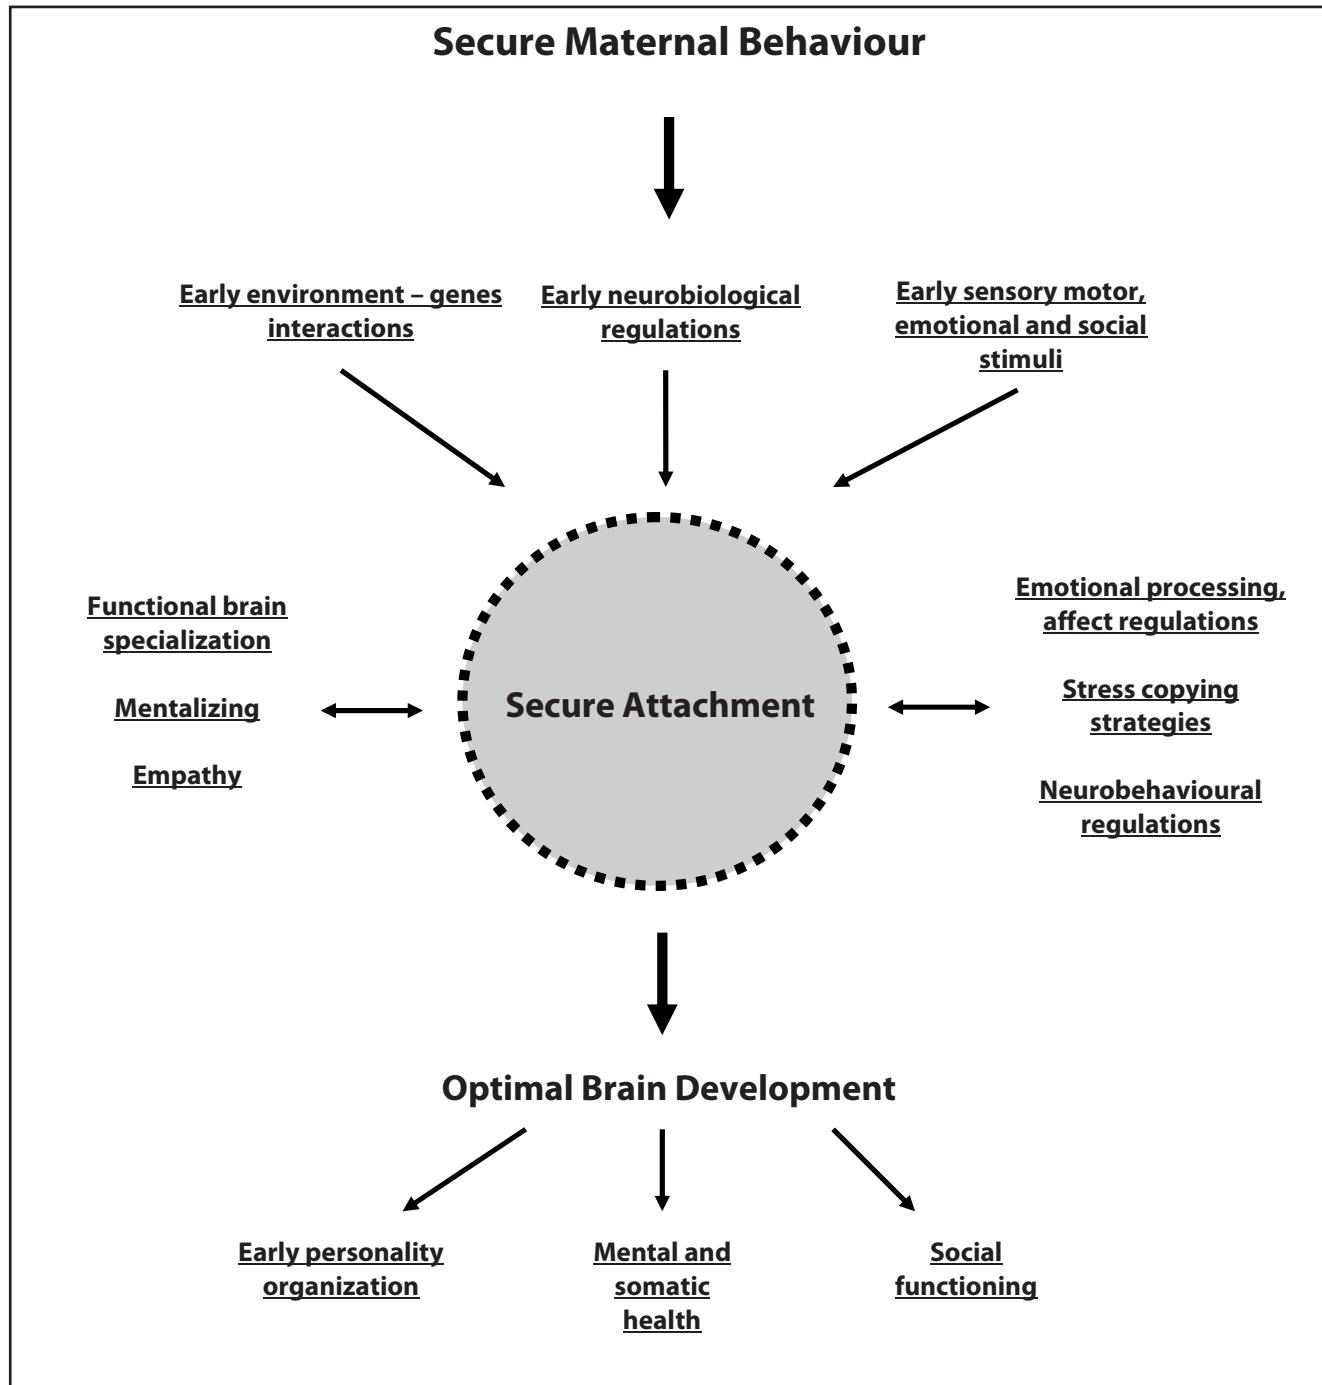 Secure Maternal Behaviour
Early environment – genes
interactions
Early neurobiological
regulations
Early sensory motor,
emotional and social
stimuli
Functional brain
specialization
Mentalizing
Empathy
Secure Attachment
Emotional processing,
affect regulations
Stress copying
strategies
Neurobehavioural
regulations
Optimal Brain Development
Early personality
organization
Mental and
somatic
health
Social
functioning